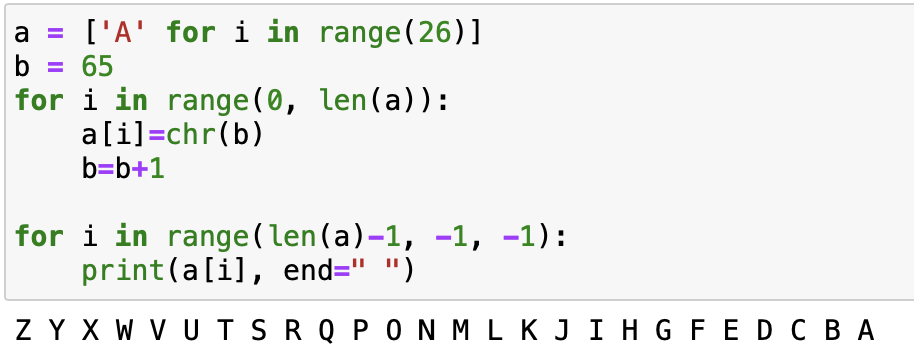 a = ['A' for i in range(26)]
b = 65
for i in range(0, len(a)):
    a[i]=chr(b)
    b=b+1

for i in range(len(a)-1, -1, -1):
    print(a[i], end=" ")
Z Y X W V U T S R Q P O N M L K J I H G F E D C B A